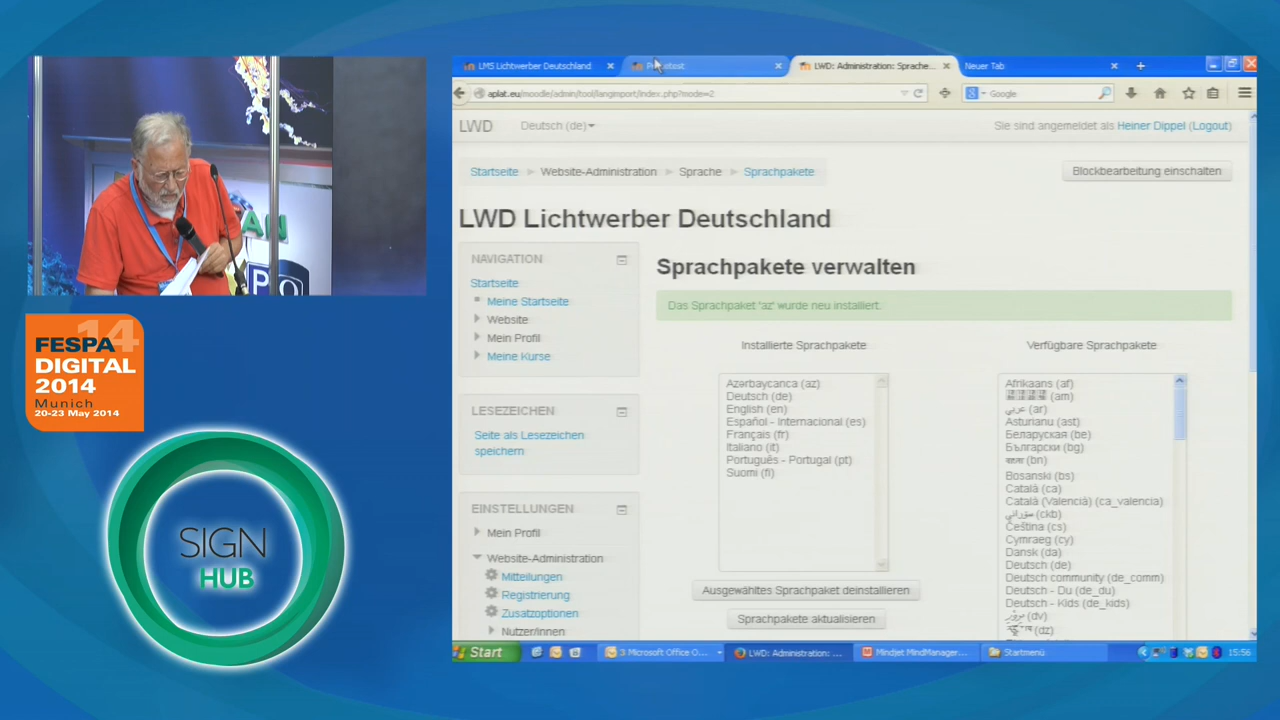 LMS Lichtwerber Deutschland
LWD: Administration: Sprache...
Neuer Tab
aplat.eu/moodle/admin/tool/langimport/index.php?mode=2
Google
LWD
Deutsch (de)
Sie sind angemeldet als Heiner Dippel (Logout)
Startseite
Website-Administration
Sprache
Sprachpakete
Blockbearbeitung einschalten
LWD Lichtwerber Deutschland
NAVIGATION
Startseite
Meine Startseite
Website
Mein Profil
Meine Kurse
LESEZEICHEN
Seite als Lesezeichen
speichern
EINSTELLUNGEN
Mein Profil
Website-Administration
Mitteilungen
Registrierung
Zusatzoptionen
Nutzer/innen
Sprachpakete verwalten
Das Sprachpaket 'az' wurde neu installiert.
Installierte Sprachpakete
Azərbaycanca (az)
Deutsch (de)
English (en)
Español - Internacional (es)
Français (fr)
Italiano (it)
Português - Portugal (pt)
Suomi (fi)
Ausgewähltes Sprachpaket deinstallieren
Sprachpakete aktualisieren
Verfügbare Sprachpakete
Afrikaans (af)
(am)
عربي (ar)
Asturianu (ast)
Беларуская (be)
Български (bg)
বাংলা (bn)
Bosanski (bs)
Català (ca)
Català (Valencià) (ca_valencia)
سۆرانی (ckb)
Čeština (cs)
Cymraeg (cy)
Dansk (da)
Deutsch (de)
Deutsch community (de_comm)
Deutsch - Du (de_du)
Deutsch - Kids (de_kids)
(dv)
(dz)
Start
3 Microsoft Office O...
LWD: Administration: ...
Mindjet MindManager...
Startmenü
15:56
AN
P
FESPA 14
DIGITAL
2014
Munich
20-23 May 2014
SIGN
HUB